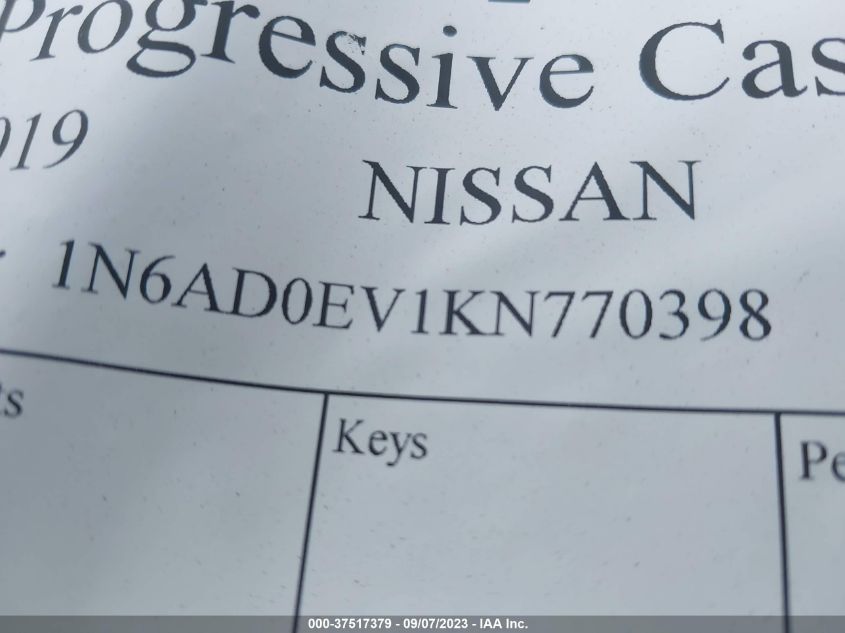 Progressive Cas
019
NISSAN
1N6AD0EV1KN770398
Keys
Pe
000-37517379 - 09/07/2023 - IAA Inc.